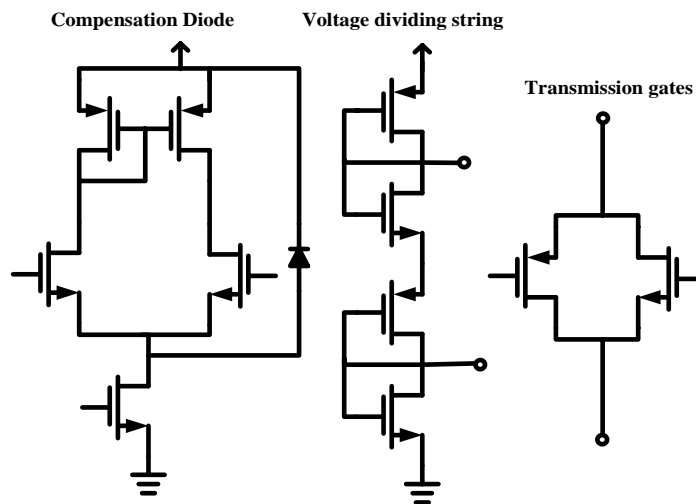 Compensation Diode
Voltage dividing string
Transmission gates